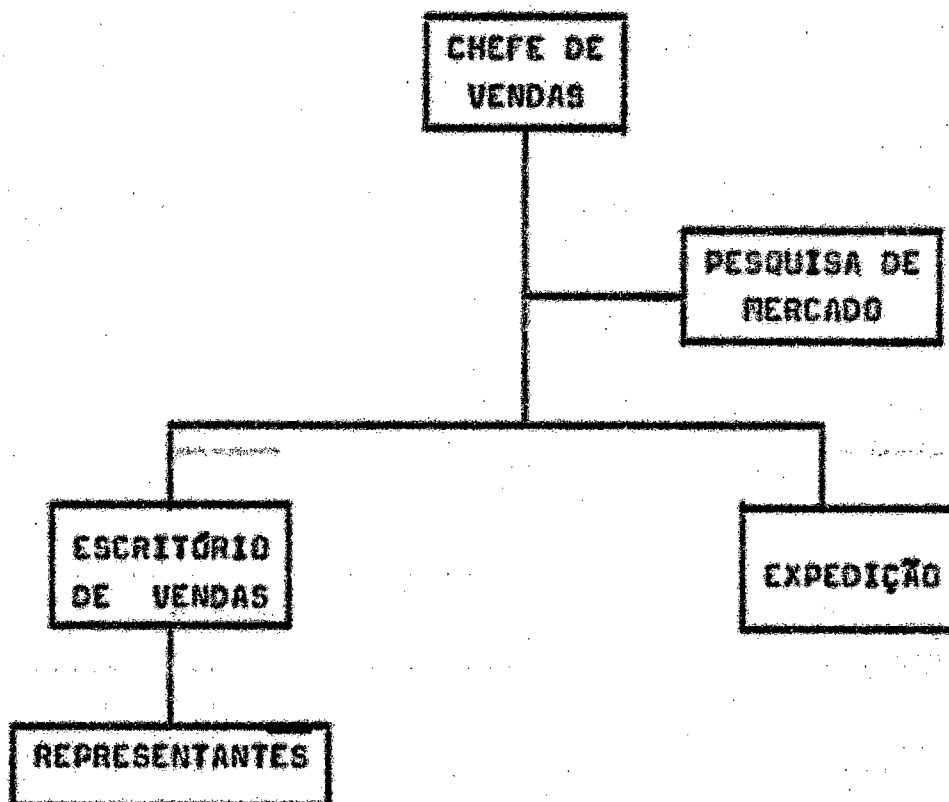 CHEFE DE
VENDAS
PESQUISA DE
MERCADO
ESCRITÓRIO
DE VENDAS
EXPEDIÇÃO
REPRESENTANTES